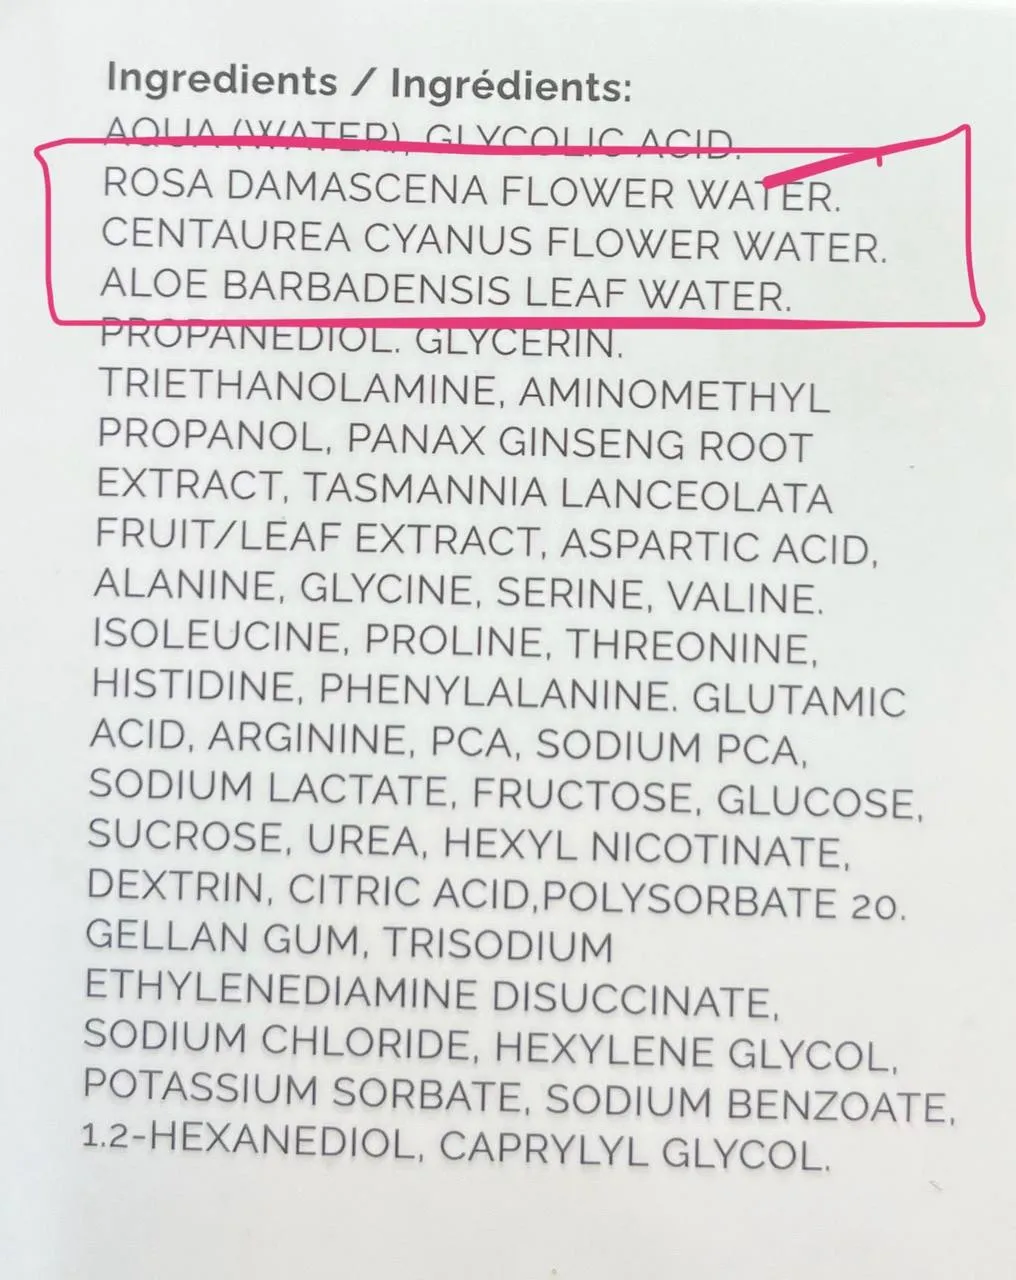 Ingredients / Ingrédients:
AQUA (WATER), GLYCOLIC ACID.
ROSA DAMASCENA FLOWER WATER.
CENTAUREA CYANUS FLOWER WATER.
ALOE BARBADENSIS LEAF WATER.
PROPANEDIOL. GLYCERIN.
TRIETHANOLAMINE, AMINOMETHYL
PROPANOL, PANAX GINSENG ROOT
EXTRACT, TASMANNIA LANCEOLATA
FRUIT/LEAF EXTRACT, ASPARTIC ACID,
ALANINE, GLYCINE, SERINE, VALINE.
ISOLEUCINE, PROLINE, THREONINE,
HISTIDINE, PHENYLALANINE. GLUTAMIC
ACID, ARGININE, PCA, SODIUM PCA,
SODIUM LACTATE, FRUCTOSE, GLUCOSE,
SUCROSE, UREA, HEXYL NICOTINATE,
DEXTRIN, CITRIC ACID,POLYSORBATE 20.
GELLAN GUM, TRISODIUM
ETHYLENEDIAMINE DISUCCINATE,
SODIUM CHLORIDE, HEXYLENE GLYCOL,
POTASSIUM SORBATE, SODIUM BENZOATE,
1.2-HEXANEDIOL, CAPRYLYL GLYCOL.